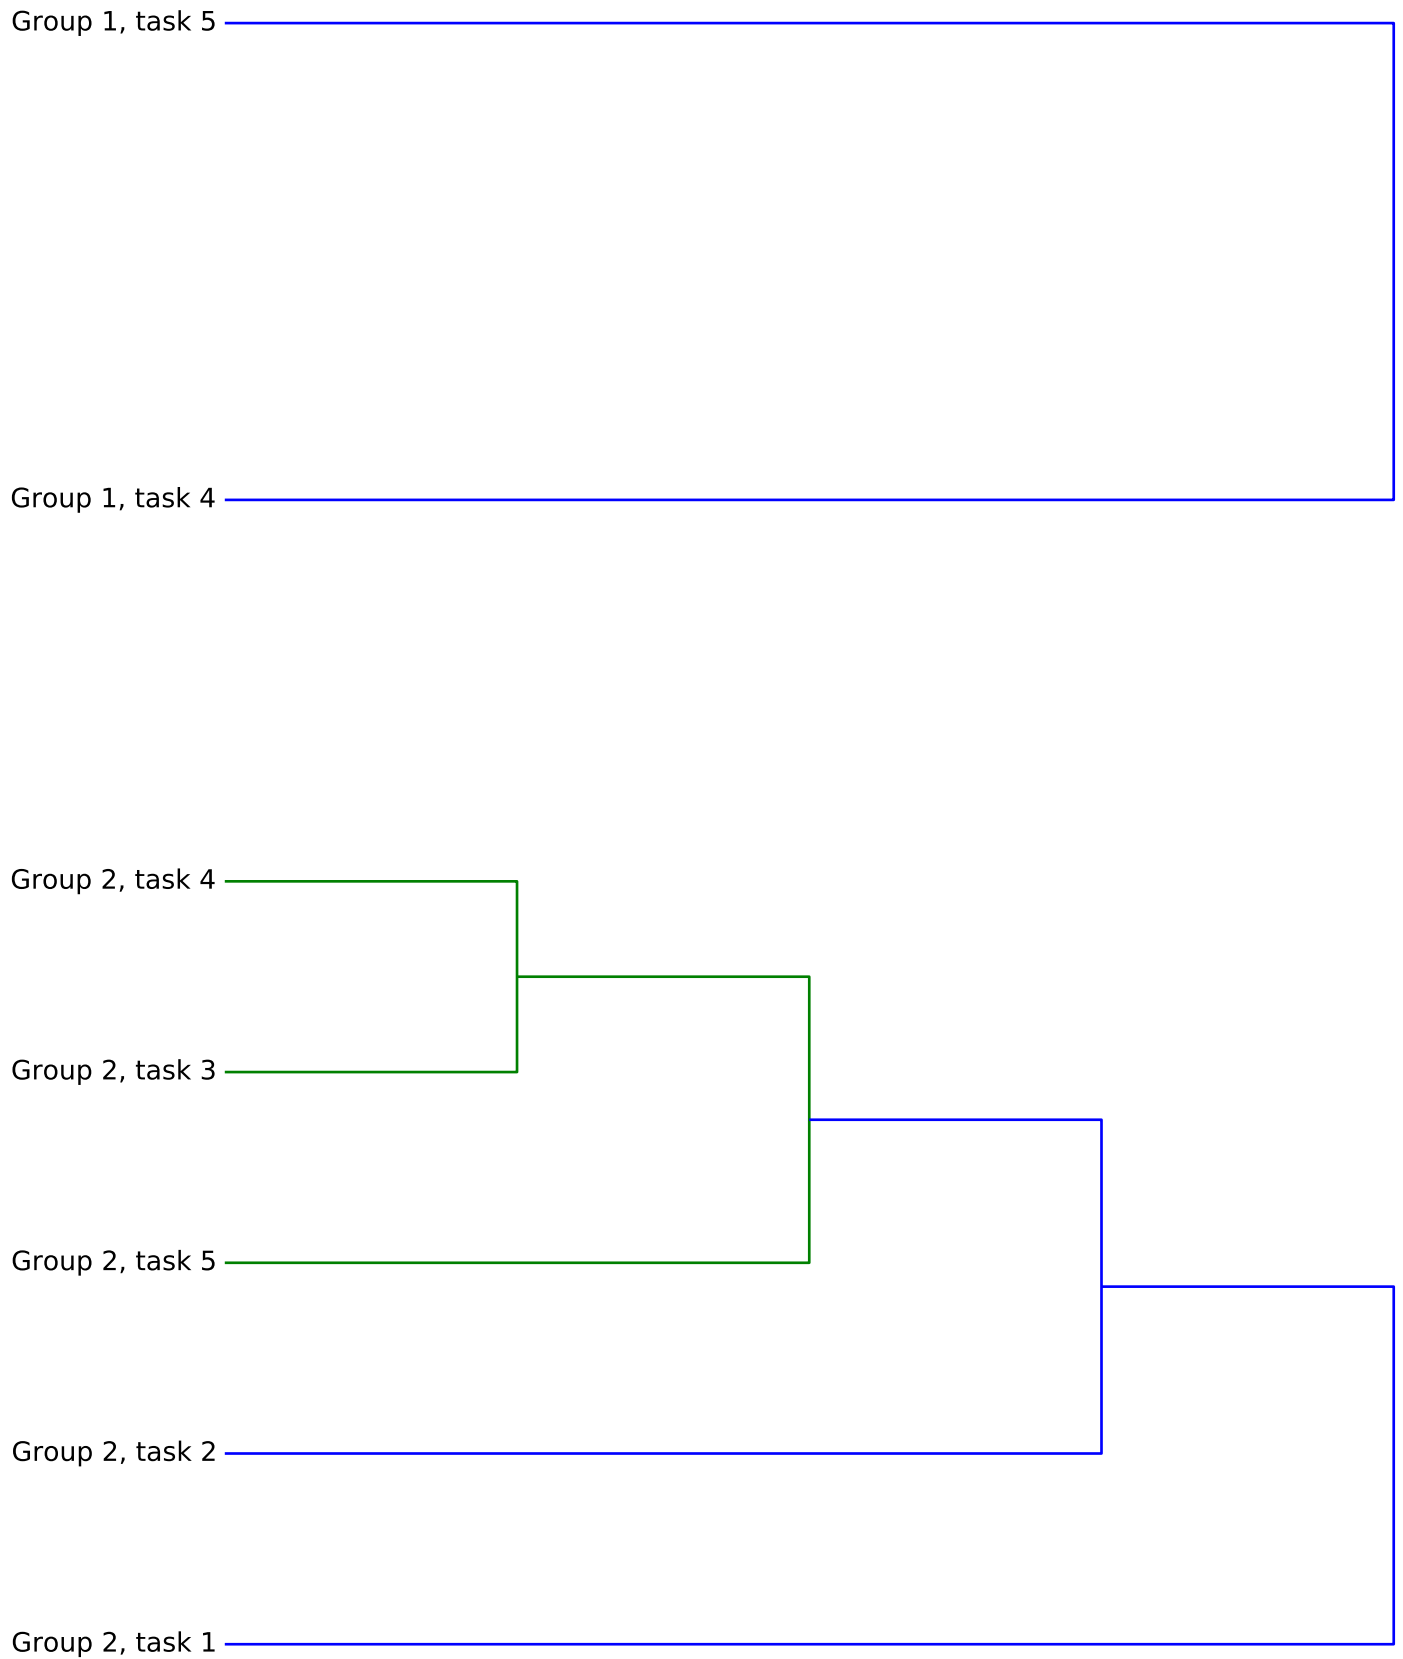 Group 1, task 5
Group 1, task 4
Group 2, task 4
Group 2, task 3
Group 2, task 5
Group 2, task 2
Group 2, task 1